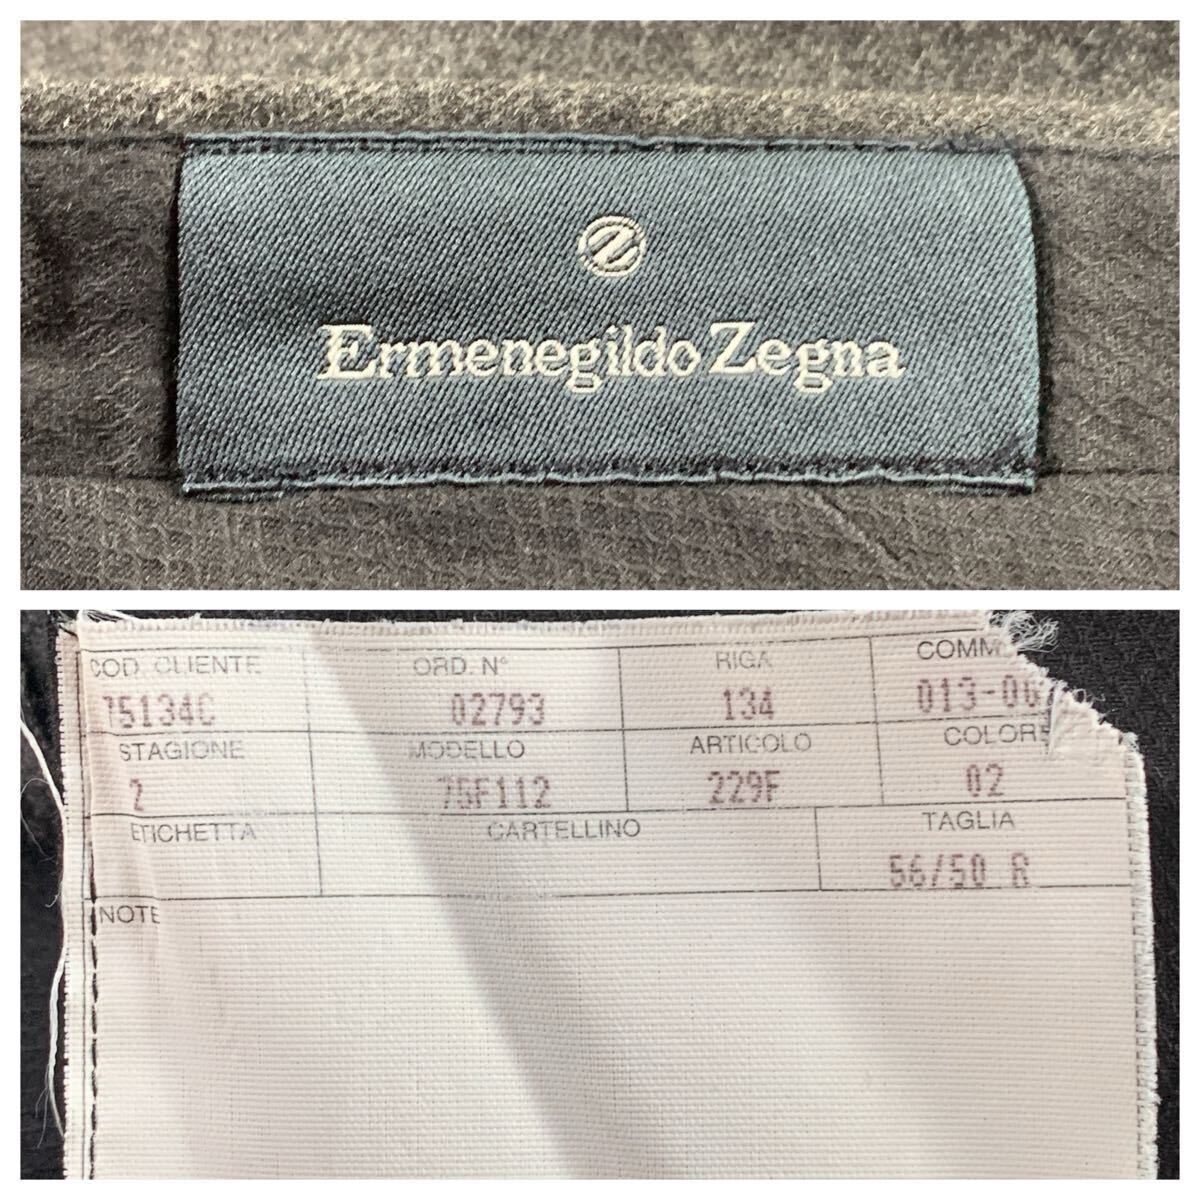 Z
Ermenegildo Zegna
COD. CLIENTE ORD. N° RIGA COMM.
75134C 02793 134 013-06
STAGIONE MODELLO ARTICOLO COLORE
2 75F112 229F 02
ETICHETTA CARTELLINO TAGLIA
56/50 R
NOTE